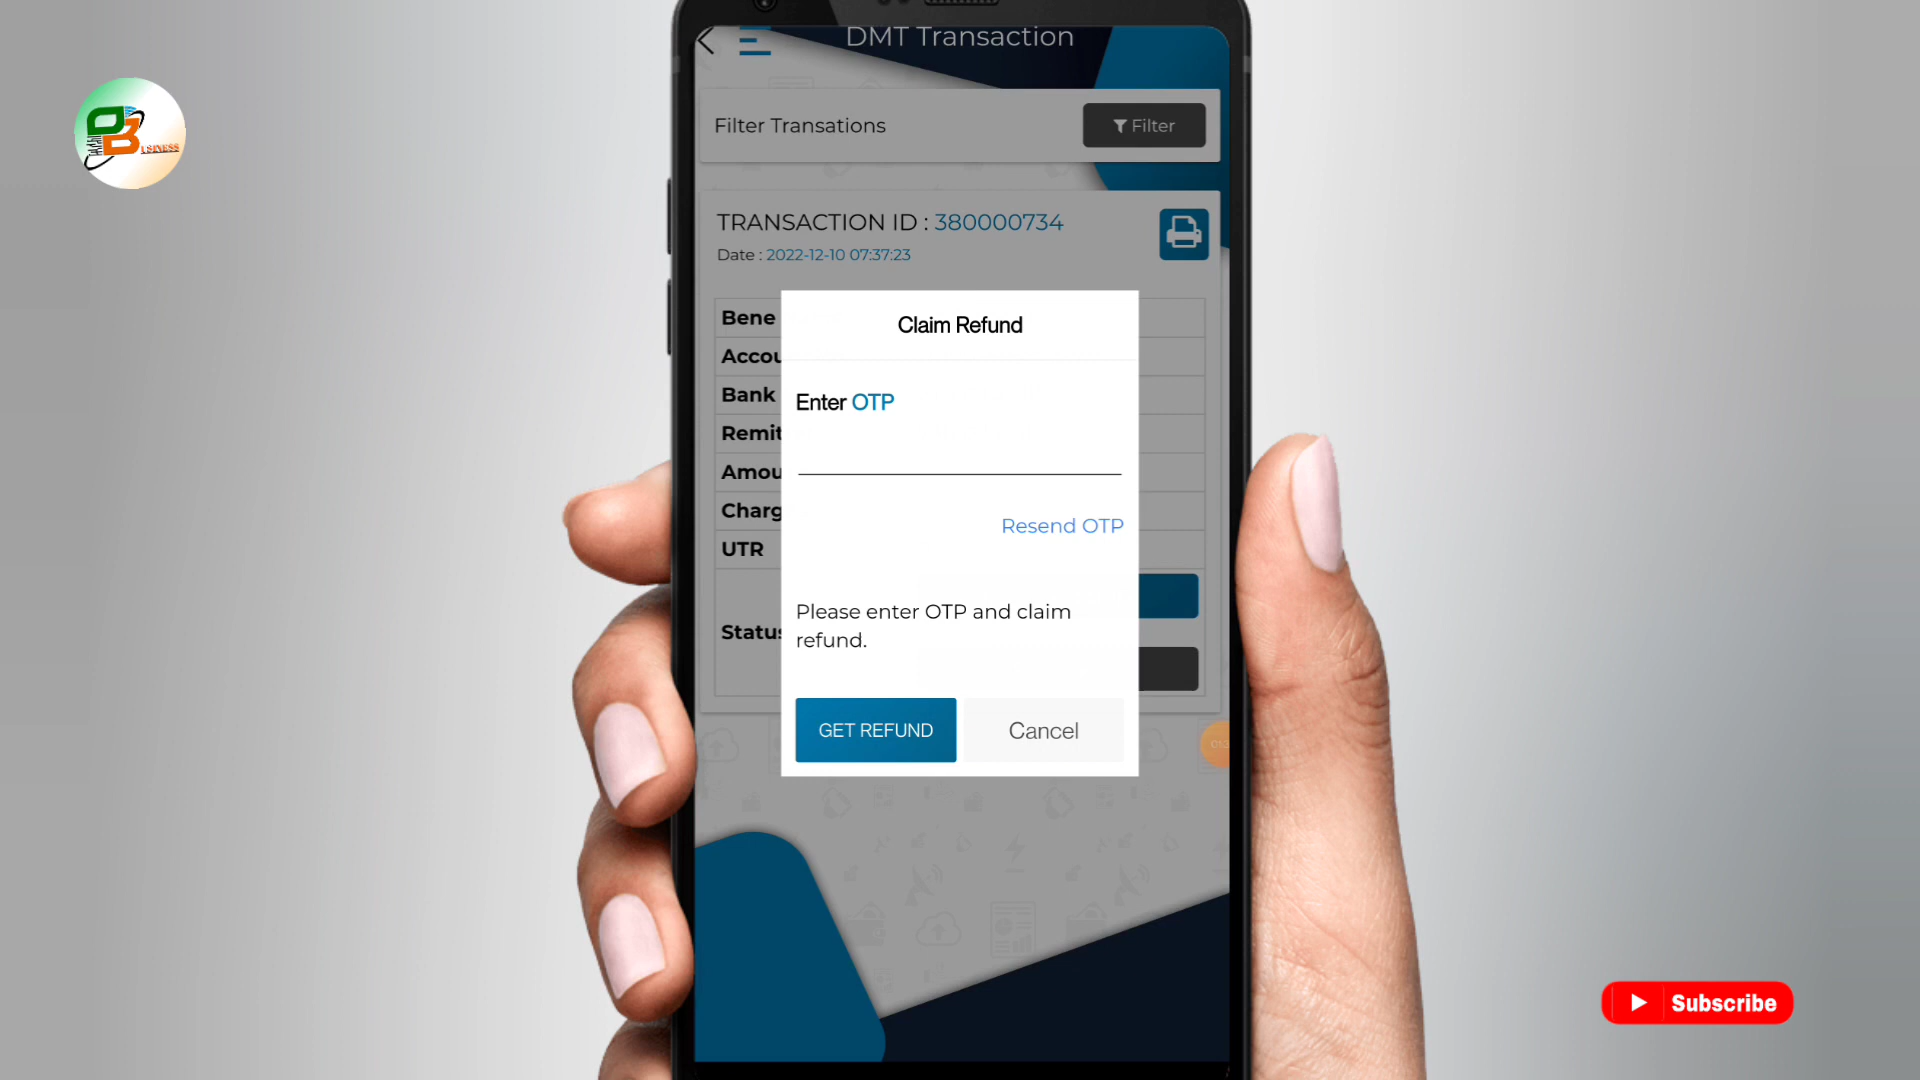 DMT Transaction
Filter Transations
Filter
TRANSACTION ID : 380000734
Date : 2022-12-10 07:37:23
Bene
Accou
Bank
Remit
Amou
Charg
UTR
Status
Claim Refund
Enter OTP
Resend OTP
Please enter OTP and claim
refund.
GET REFUND
Cancel
Subscribe